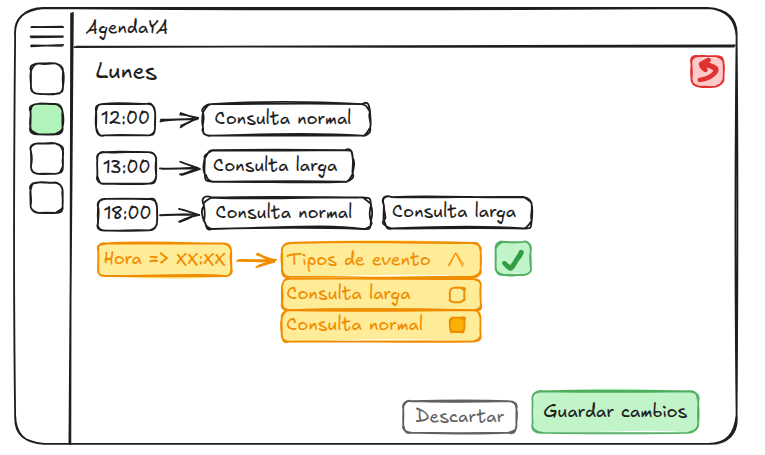 AgendaYA
Lunes
12:00 Consulta normal
13:00 Consulta larga
18:00 Consulta normal Consulta larga
Hora => XX:XX Tipos de evento
Consulta larga
Consulta normal
Descartar Guardar cambios